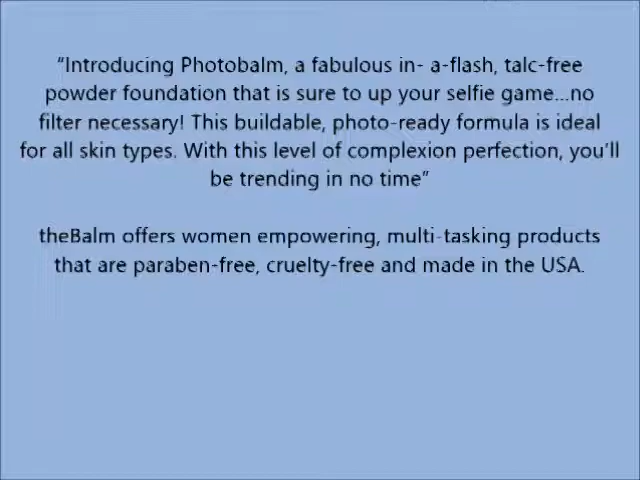 “Introducing Photobalm, a fabulous in- a-flash, talc-free
powder foundation that is sure to up your selfie game...no
filter necessary! This buildable, photo-ready formula is ideal
for all skin types. With this level of complexion perfection, you’ll
be trending in no time”
theBalm offers women empowering, multi-tasking products
that are paraben-free, cruelty-free and made in the USA.